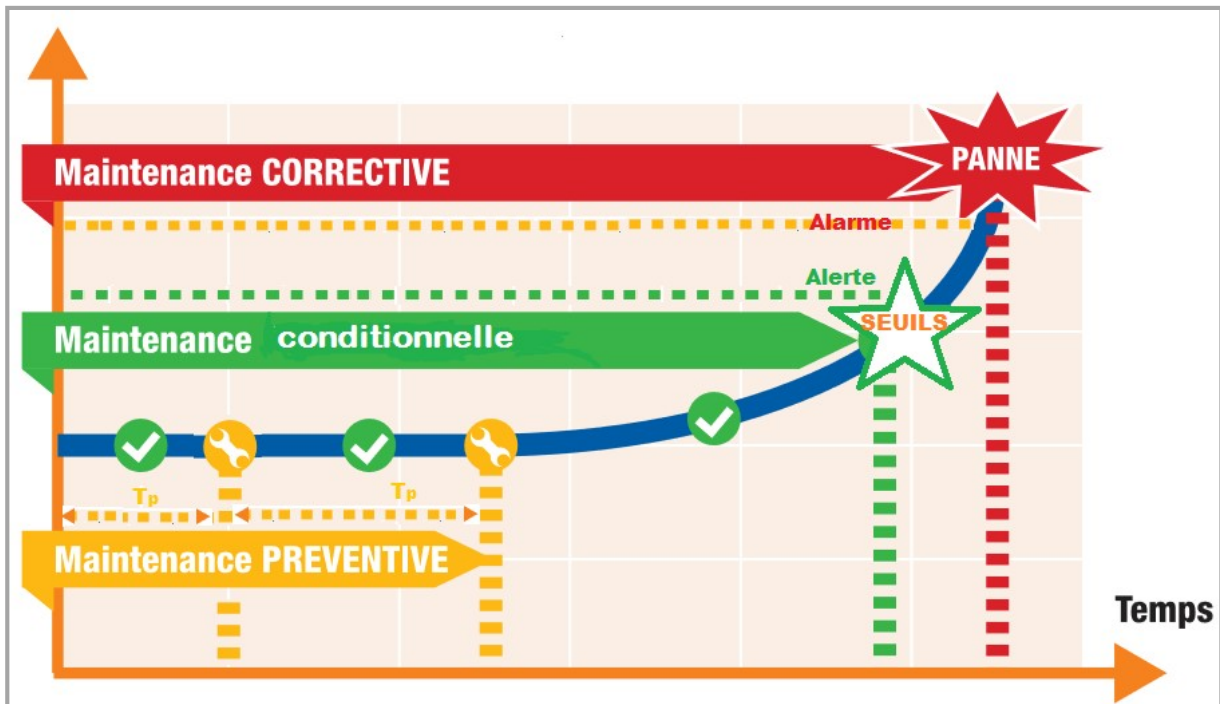 Maintenance CORRECTIVE
PANNE
Alarme
Alerte
Maintenance conditionnelle
SEUILS
Tp
Tp
Maintenance PREVENTIVE
Temps